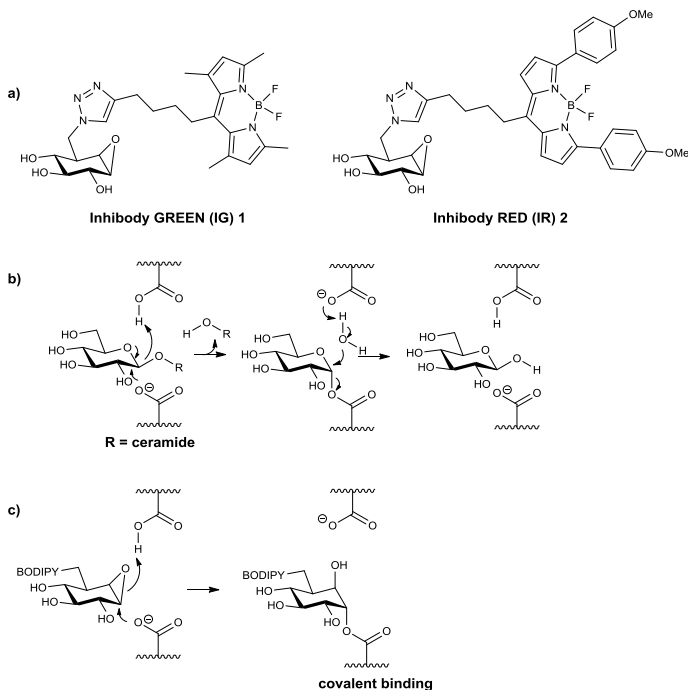 a)
N
N
N
O
HO
HO
OH
N
N
B
F
F
Inhibody GREEN (IG) 1
OMe
N
N
N
O
HO
HO
OH
N
N
B
F
F
OMe
Inhibody RED (IR) 2
b)
O
O
H
HO
O
HO
HO
HO
O
R
O⊖
O
R = ceramide
H
O
R
⊖O
O
H
O
H
HO
O
HO
HO
HO
O
O
O
O
H
HO
O
HO
HO
HO
O
H
O⊖
O
c)
O
O
H
BODIPY
O
HO
HO
HO
O⊖
O
⊖O
O
OH
BODIPY
HO
HO
HO
O
O
covalent binding